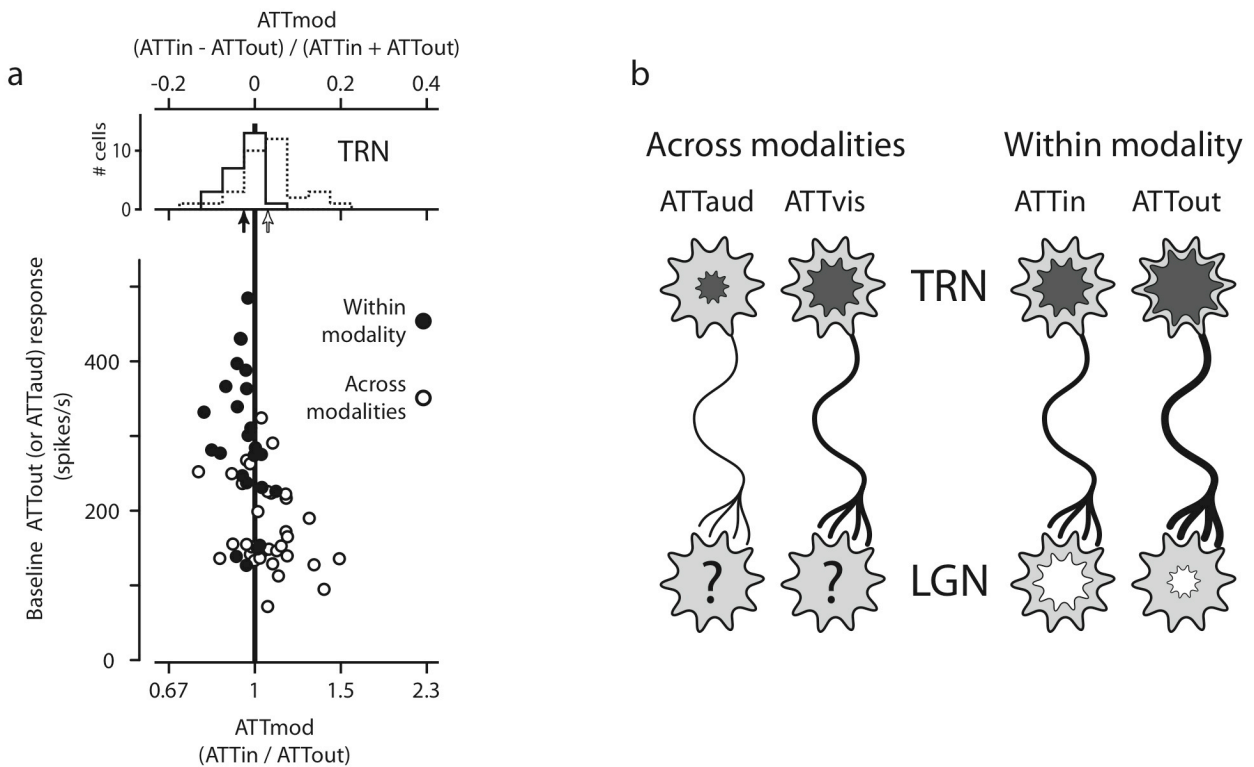 a
ATTmod
(ATTin - ATTout) / (ATTin + ATTout)
-0.2 0 0.2 0.4
# cells
10
0
TRN
Baseline ATTout (or ATTaud) response
(spikes/s)
400
200
0
Within
modality
Across
modalities
0.67 1 1.5 2.3
ATTmod
(ATTin / ATTout)
b
Across modalities Within modality
ATTaud ATTvis ATTin ATTout
TRN
? ? LGN